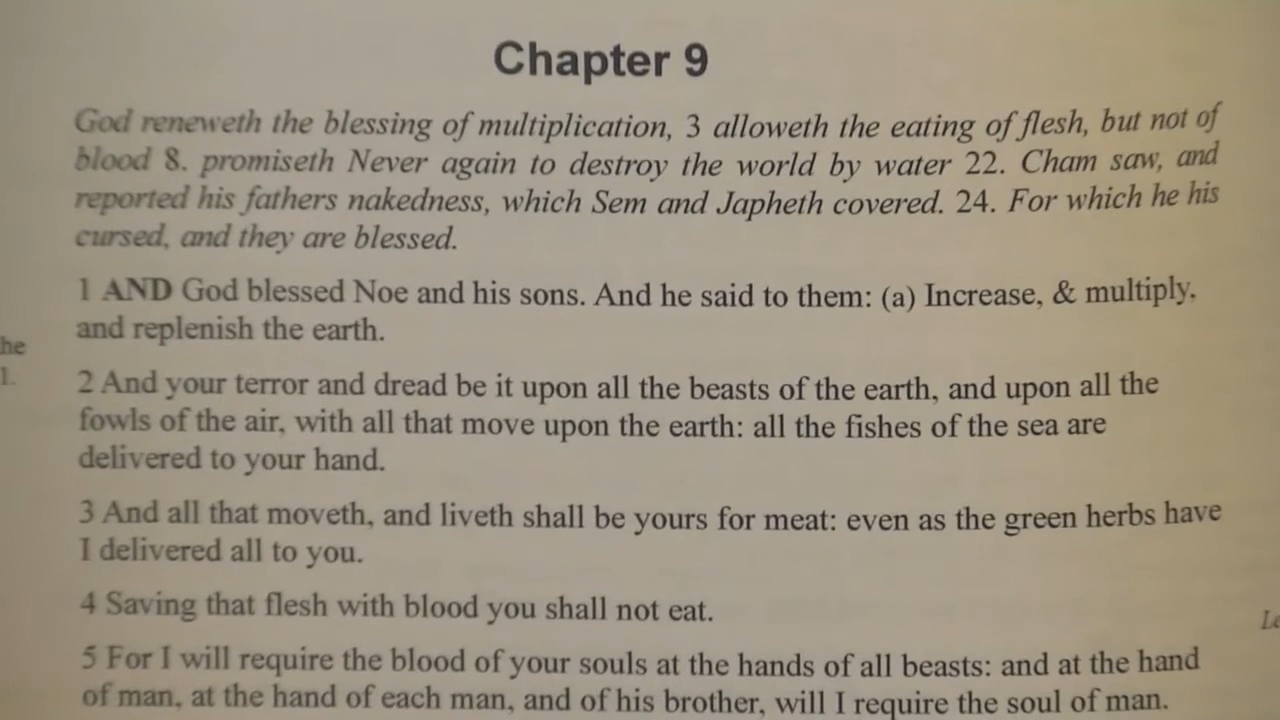 Chapter 9
God reneweth the blessing of multiplication, 3 alloweth the eating of flesh, but not of
blood 8. promiseth Never again to destroy the world by water 22. Cham saw, and
reported his fathers nakedness, which Sem and Japheth covered. 24. For which he his
cursed, and they are blessed.
1 AND God blessed Noe and his sons. And he said to them: (a) Increase, & multiply,
and replenish the earth.
he
1.
2 And your terror and dread be it upon all the beasts of the earth, and upon all the
fowls of the air, with all that move upon the earth: all the fishes of the sea are
delivered to your hand.
3 And all that moveth, and liveth shall be yours for meat: even as the green herbs have
I delivered all to you.
4 Saving that flesh with blood you shall not eat.
5 For I will require the blood of your souls at the hands of all beasts: and at the hand
of man, at the hand of each man, and of his brother, will I require the soul of man.